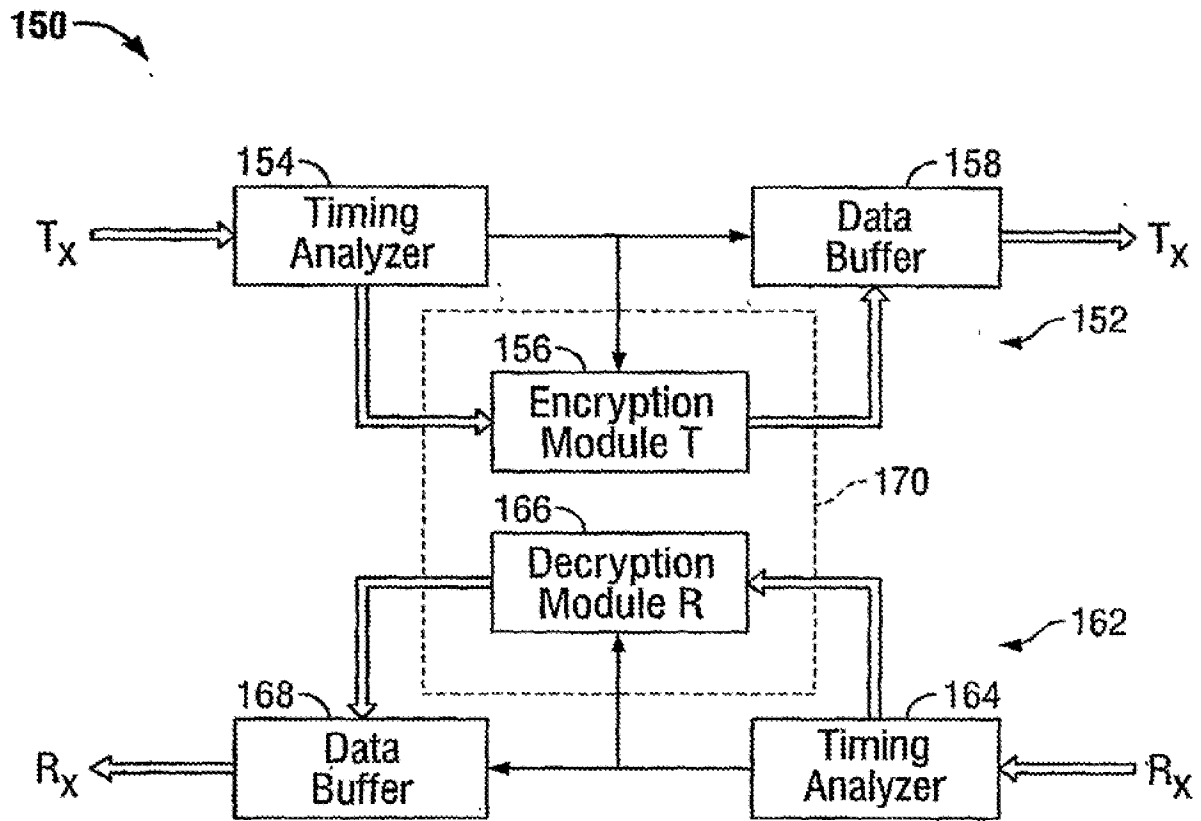 150
154
158
Timing
Analyzer
Data
Buffer
Tx
Tx
152
156
Encryption
Module T
170
166
Decryption
Module R
162
168
164
Data
Buffer
Timing
Analyzer
Rx
Rx